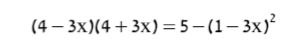 (4 – 3x)(4 + 3x) = 5 – (1 – 3x)²